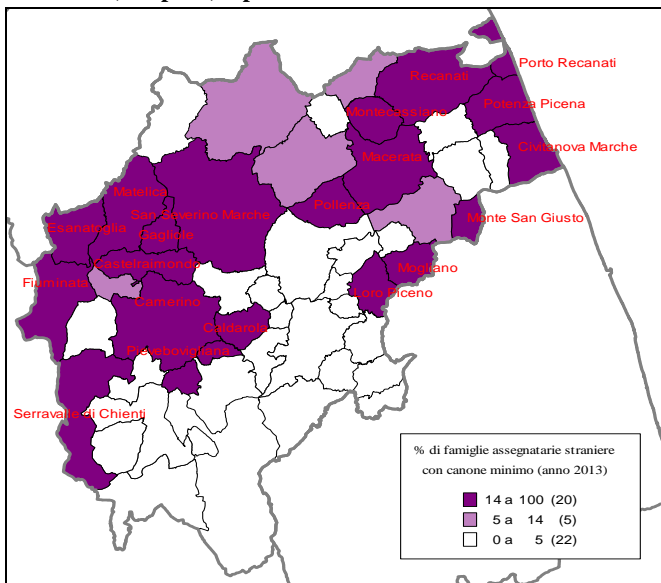 Recanati
Porto Recanati
Montecassiano
Potenza Picena
Civitanova Marche
Macerata
Matelica
San Severino Marche
Pollenza
Esanatoglia
Gagliole
Monte San Giusto
Castelraimondo
Mogliano
Fiuminata
Camerino
Loro Piceno
Caldarola
Pievebovigliana
Serravalle di Chienti
% di famiglie assegnatarie straniere
con canone minimo (anno 2013)
14 a 100 (20)
5 a 14 (5)
0 a 5 (22)